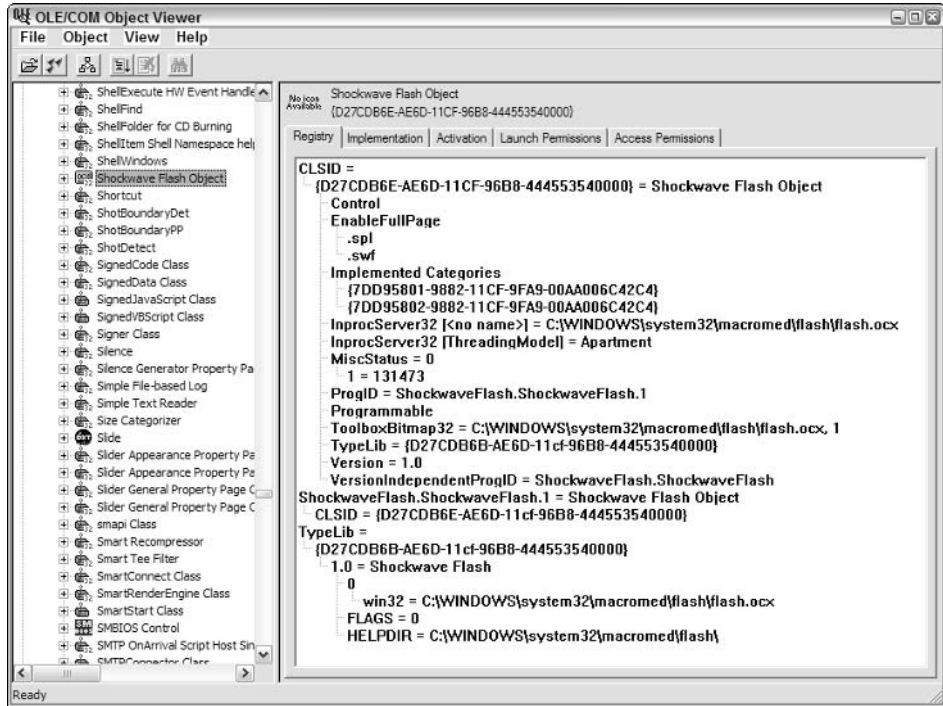 OLE/COM Object Viewer
File Object View Help
ShellExecute HW Event Handle
ShellFind
ShellFolder for CD Burning
ShellItem Shell Namespace help
ShellWindows
Shockwave Flash Object
Shortcut
ShotBoundaryDet
ShotBoundaryPP
ShotDetect
SignedCode Class
SignedData Class
SignedJavaScript Class
SignedVBScript Class
Signer Class
Silence
Silence Generator Property Pa
Simple File-based Log
Simple Text Reader
Size Categorizer
Slide
Slider Appearance Property Pa
Slider Appearance Property Pa
Slider General Property Page C
Slider General Property Page C
smapi Class
Smart Recompressor
Smart Tee Filter
SmartConnect Class
SmartRenderEngine Class
SmartStart Class
SMBIOS Control
SMTP OnArrival Script Host Sin
SMTPConnector Class
No icon Available
Shockwave Flash Object
{D27CDB6E-AE6D-11CF-96B8-444553540000}
Registry Implementation Activation Launch Permissions Access Permissions
CLSID =
{D27CDB6E-AE6D-11CF-96B8-444553540000} = Shockwave Flash Object
Control
EnableFullPage
.spl
.swf
Implemented Categories
{7DD95801-9882-11CF-9FA9-00AA006C42C4}
{7DD95802-9882-11CF-9FA9-00AA006C42C4}
InprocServer32 [<no name>] = C:\WINDOWS\system32\macromed\flash\flash.ocx
InprocServer32 [ThreadingModel] = Apartment
MiscStatus = 0
1 = 131473
ProgID = ShockwaveFlash.ShockwaveFlash.1
Programmable
ToolboxBitmap32 = C:\WINDOWS\system32\macromed\flash\flash.ocx, 1
TypeLib = {D27CDB6B-AE6D-11cf-96B8-444553540000}
Version = 1.0
VersionIndependentProgID = ShockwaveFlash.ShockwaveFlash
ShockwaveFlash.ShockwaveFlash.1 = Shockwave Flash Object
CLSID = {D27CDB6E-AE6D-11CF-96B8-444553540000}
TypeLib =
{D27CDB6B-AE6D-11cf-96B8-444553540000}
1.0 = Shockwave Flash
0
win32 = C:\WINDOWS\system32\macromed\flash\flash.ocx
FLAGS = 0
HELPDIR = C:\WINDOWS\system32\macromed\flash\
Ready